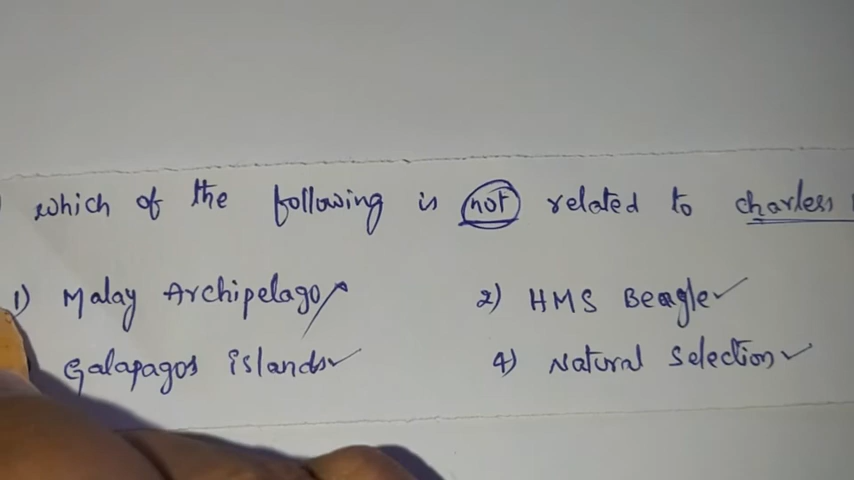 which of the following is not related to charless
1) Malay Archipelago
2) HMS Beagle
Galapagos islands
4) Natural Selection